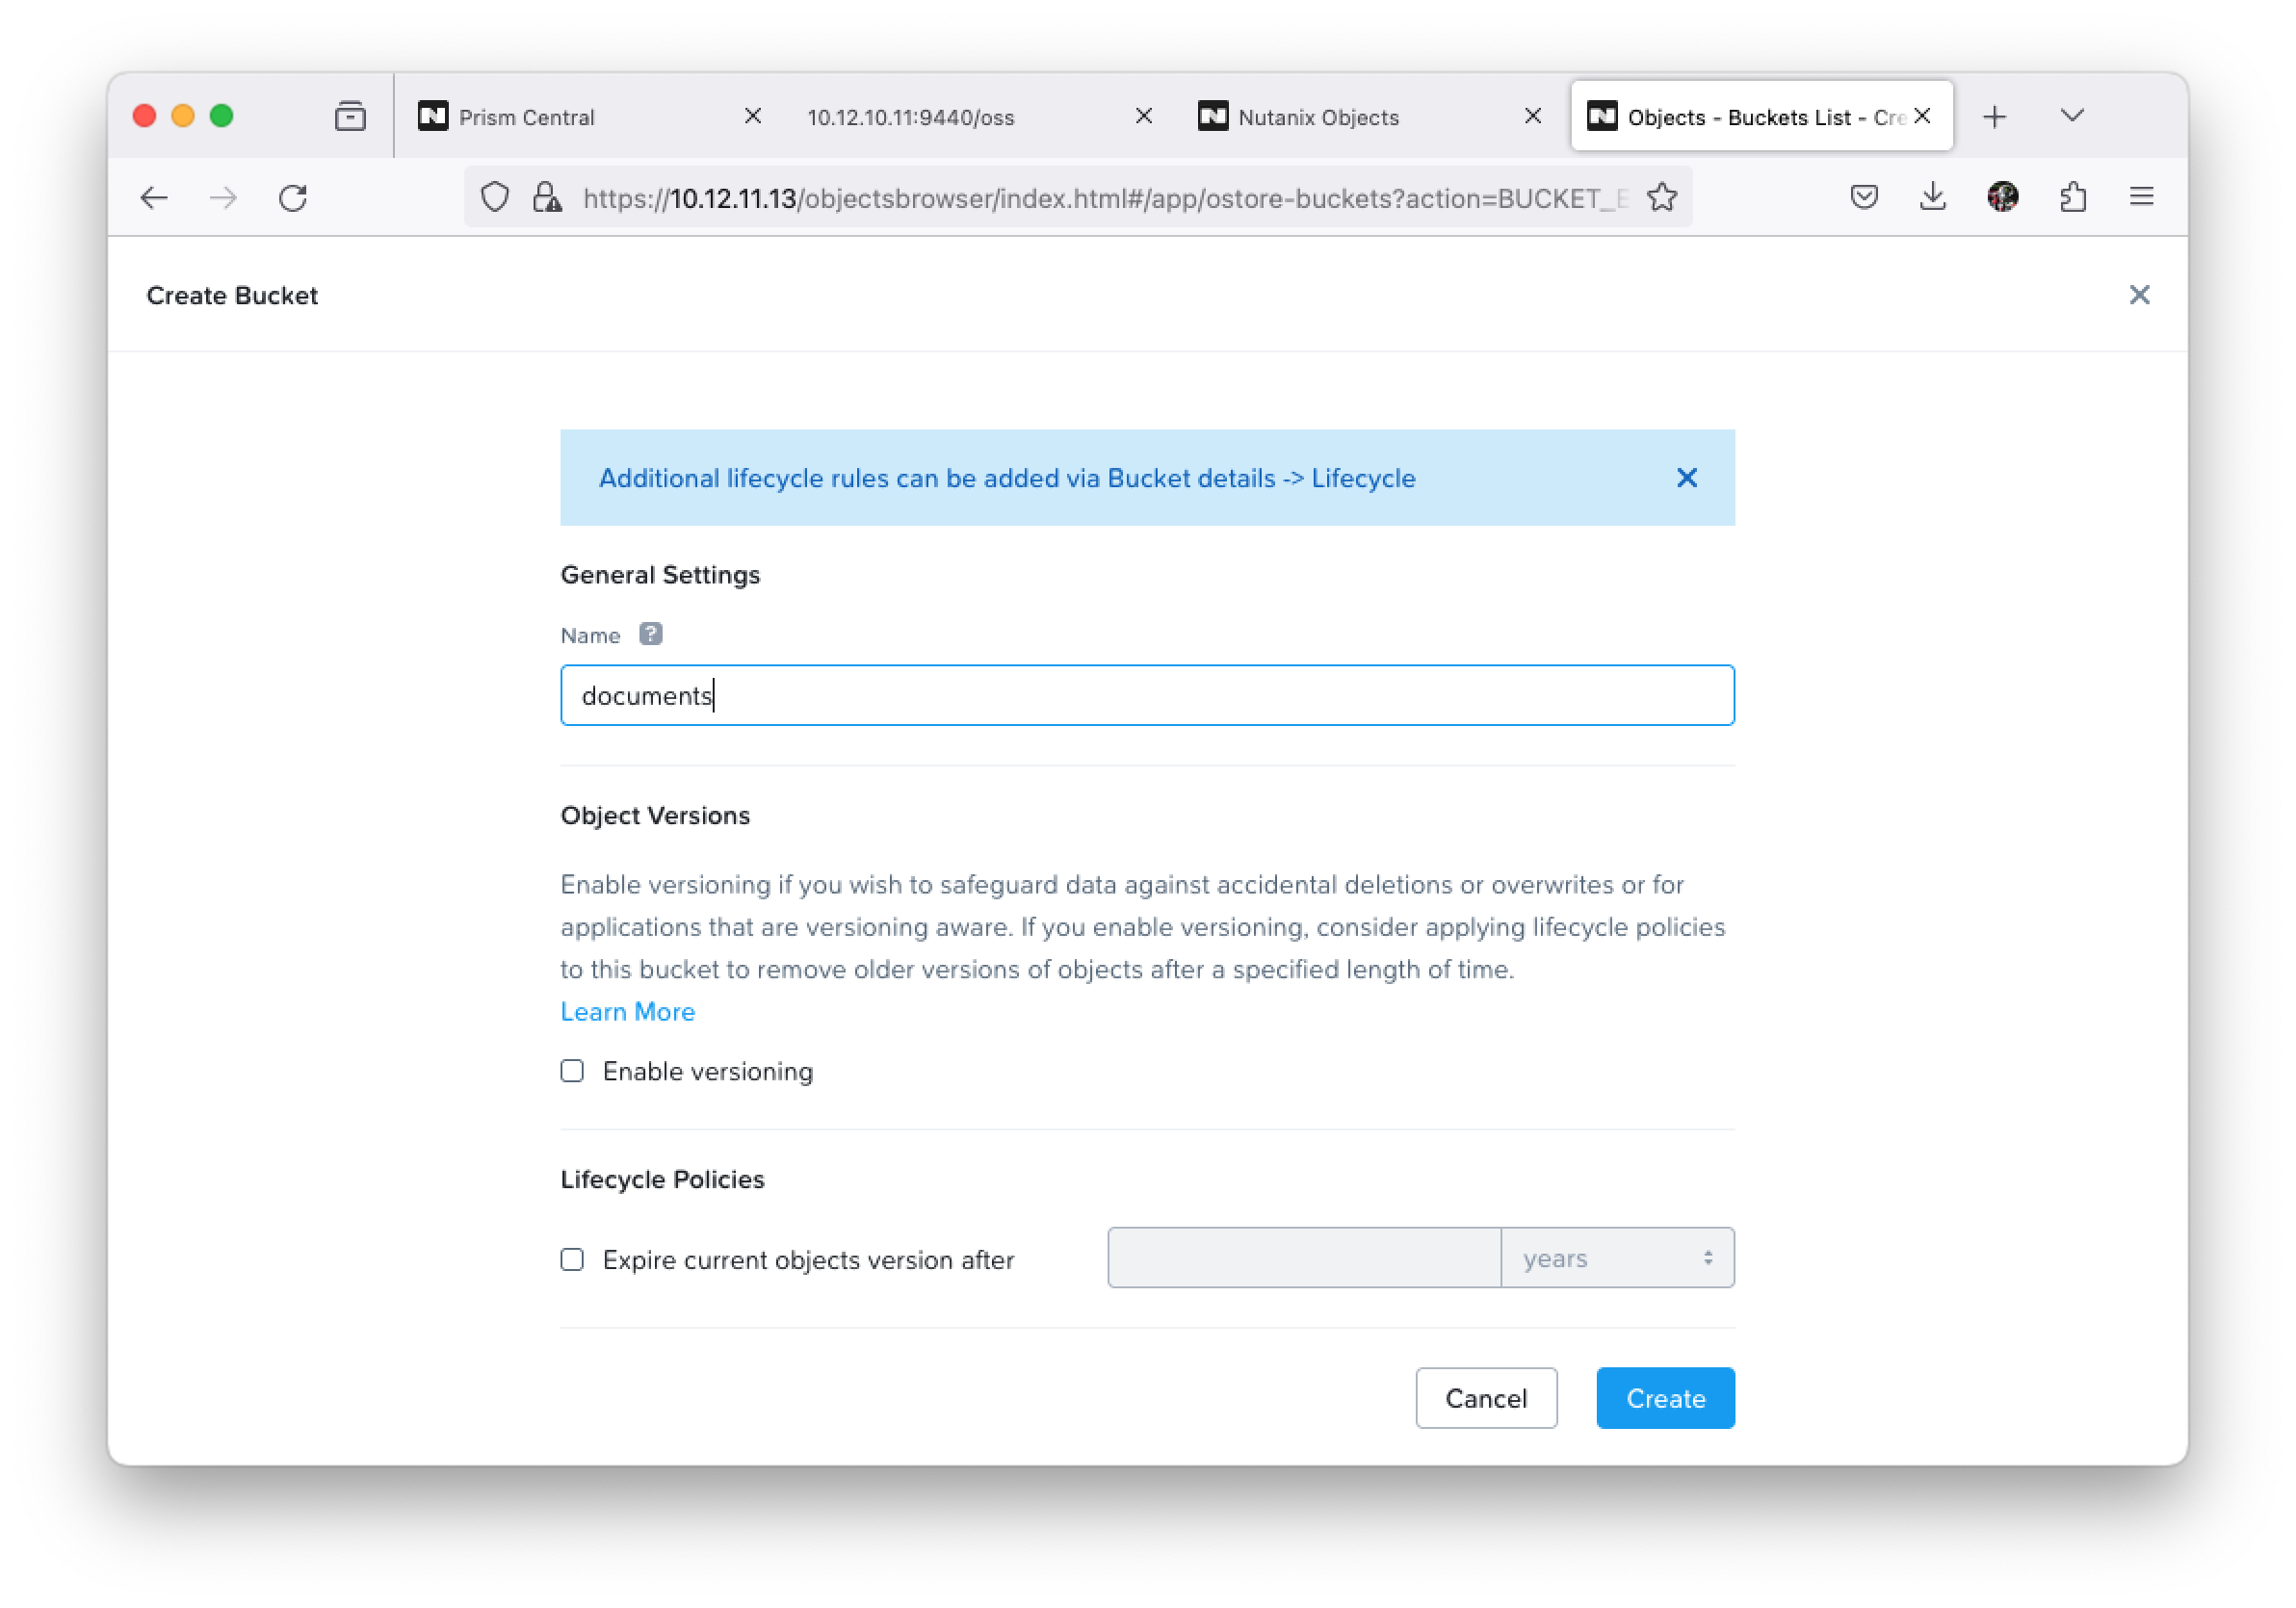 Prism Central
10.12.10.11:9440/oss
Nutanix Objects
Objects - Buckets List - Cre
https://10.12.11.13/objectsbrowser/index.html#/app/ostore-buckets?action=BUCKET_E
Create Bucket
Additional lifecycle rules can be added via Bucket details -> Lifecycle
General Settings
Name ?
documents
Object Versions
Enable versioning if you wish to safeguard data against accidental deletions or overwrites or for
applications that are versioning aware. If you enable versioning, consider applying lifecycle policies
to this bucket to remove older versions of objects after a specified length of time.
Learn More
Enable versioning
Lifecycle Policies
Expire current objects version after
years
Cancel
Create